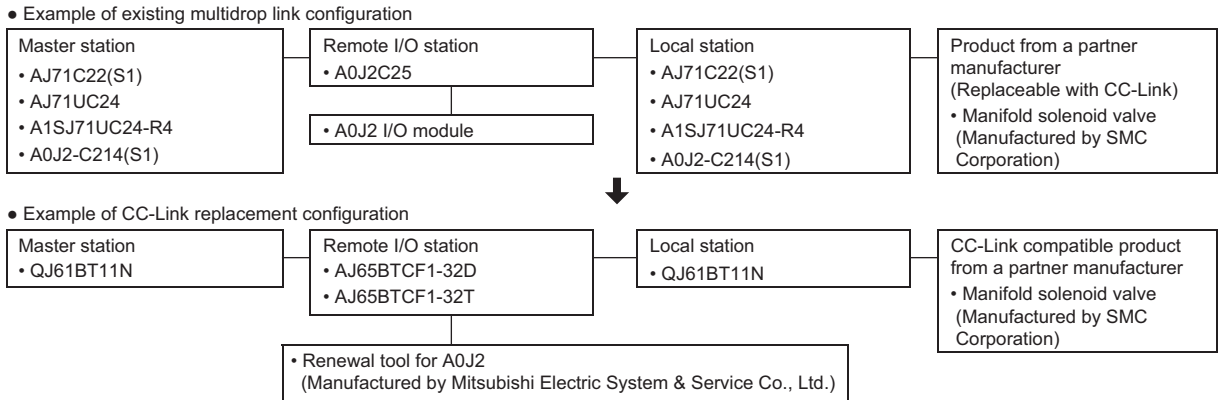 ● Example of existing multidrop link configuration
Master station
• AJ71C22(S1)
• AJ71UC24
• A1SJ71UC24-R4
• A0J2-C214(S1)
Remote I/O station
• A0J2C25
• A0J2 I/O module
Local station
• AJ71C22(S1)
• AJ71UC24
• A1SJ71UC24-R4
• A0J2-C214(S1)
Product from a partner
manufacturer
(Replaceable with CC-Link)
• Manifold solenoid valve
(Manufactured by SMC
Corporation)
● Example of CC-Link replacement configuration
Master station
• QJ61BT11N
Remote I/O station
• AJ65BTCF1-32D
• AJ65BTCF1-32T
• Renewal tool for A0J2
(Manufactured by Mitsubishi Electric System & Service Co., Ltd.)
Local station
• QJ61BT11N
CC-Link compatible product
from a partner manufacturer
• Manifold solenoid valve
(Manufactured by SMC
Corporation)